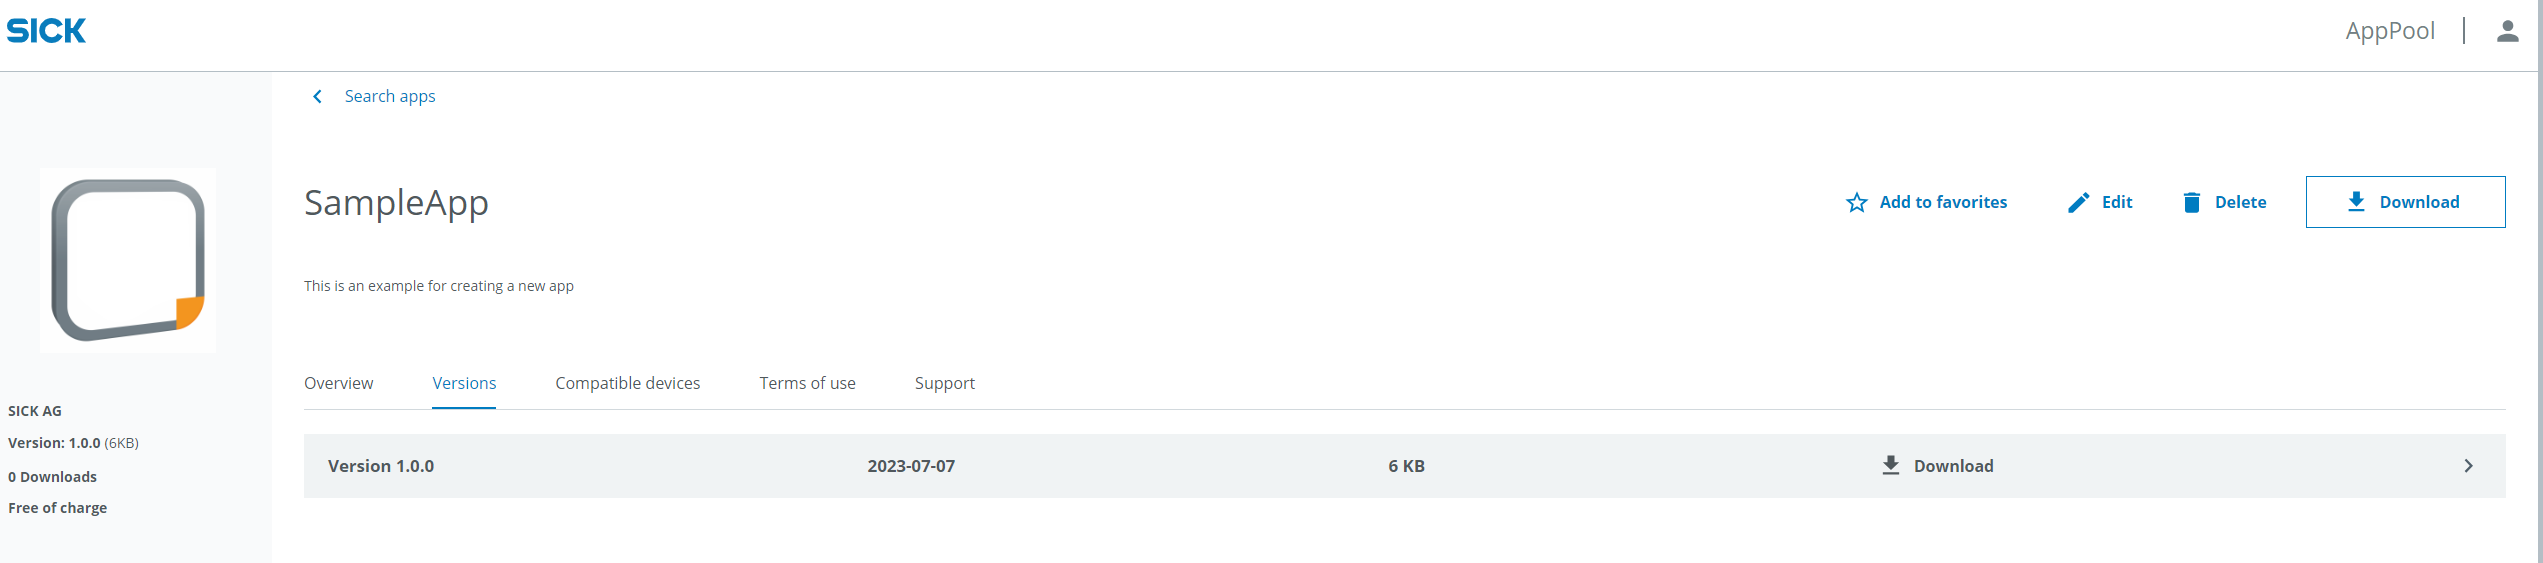 SICK
AppPool
Search apps
SampleApp
Add to favorites
Edit
Delete
Download
This is an example for creating a new app
Overview
Versions
Compatible devices
Terms of use
Support
SICK AG
Version: 1.0.0 (6KB)
0 Downloads
Free of charge
Version 1.0.0
2023-07-07
6 KB
Download